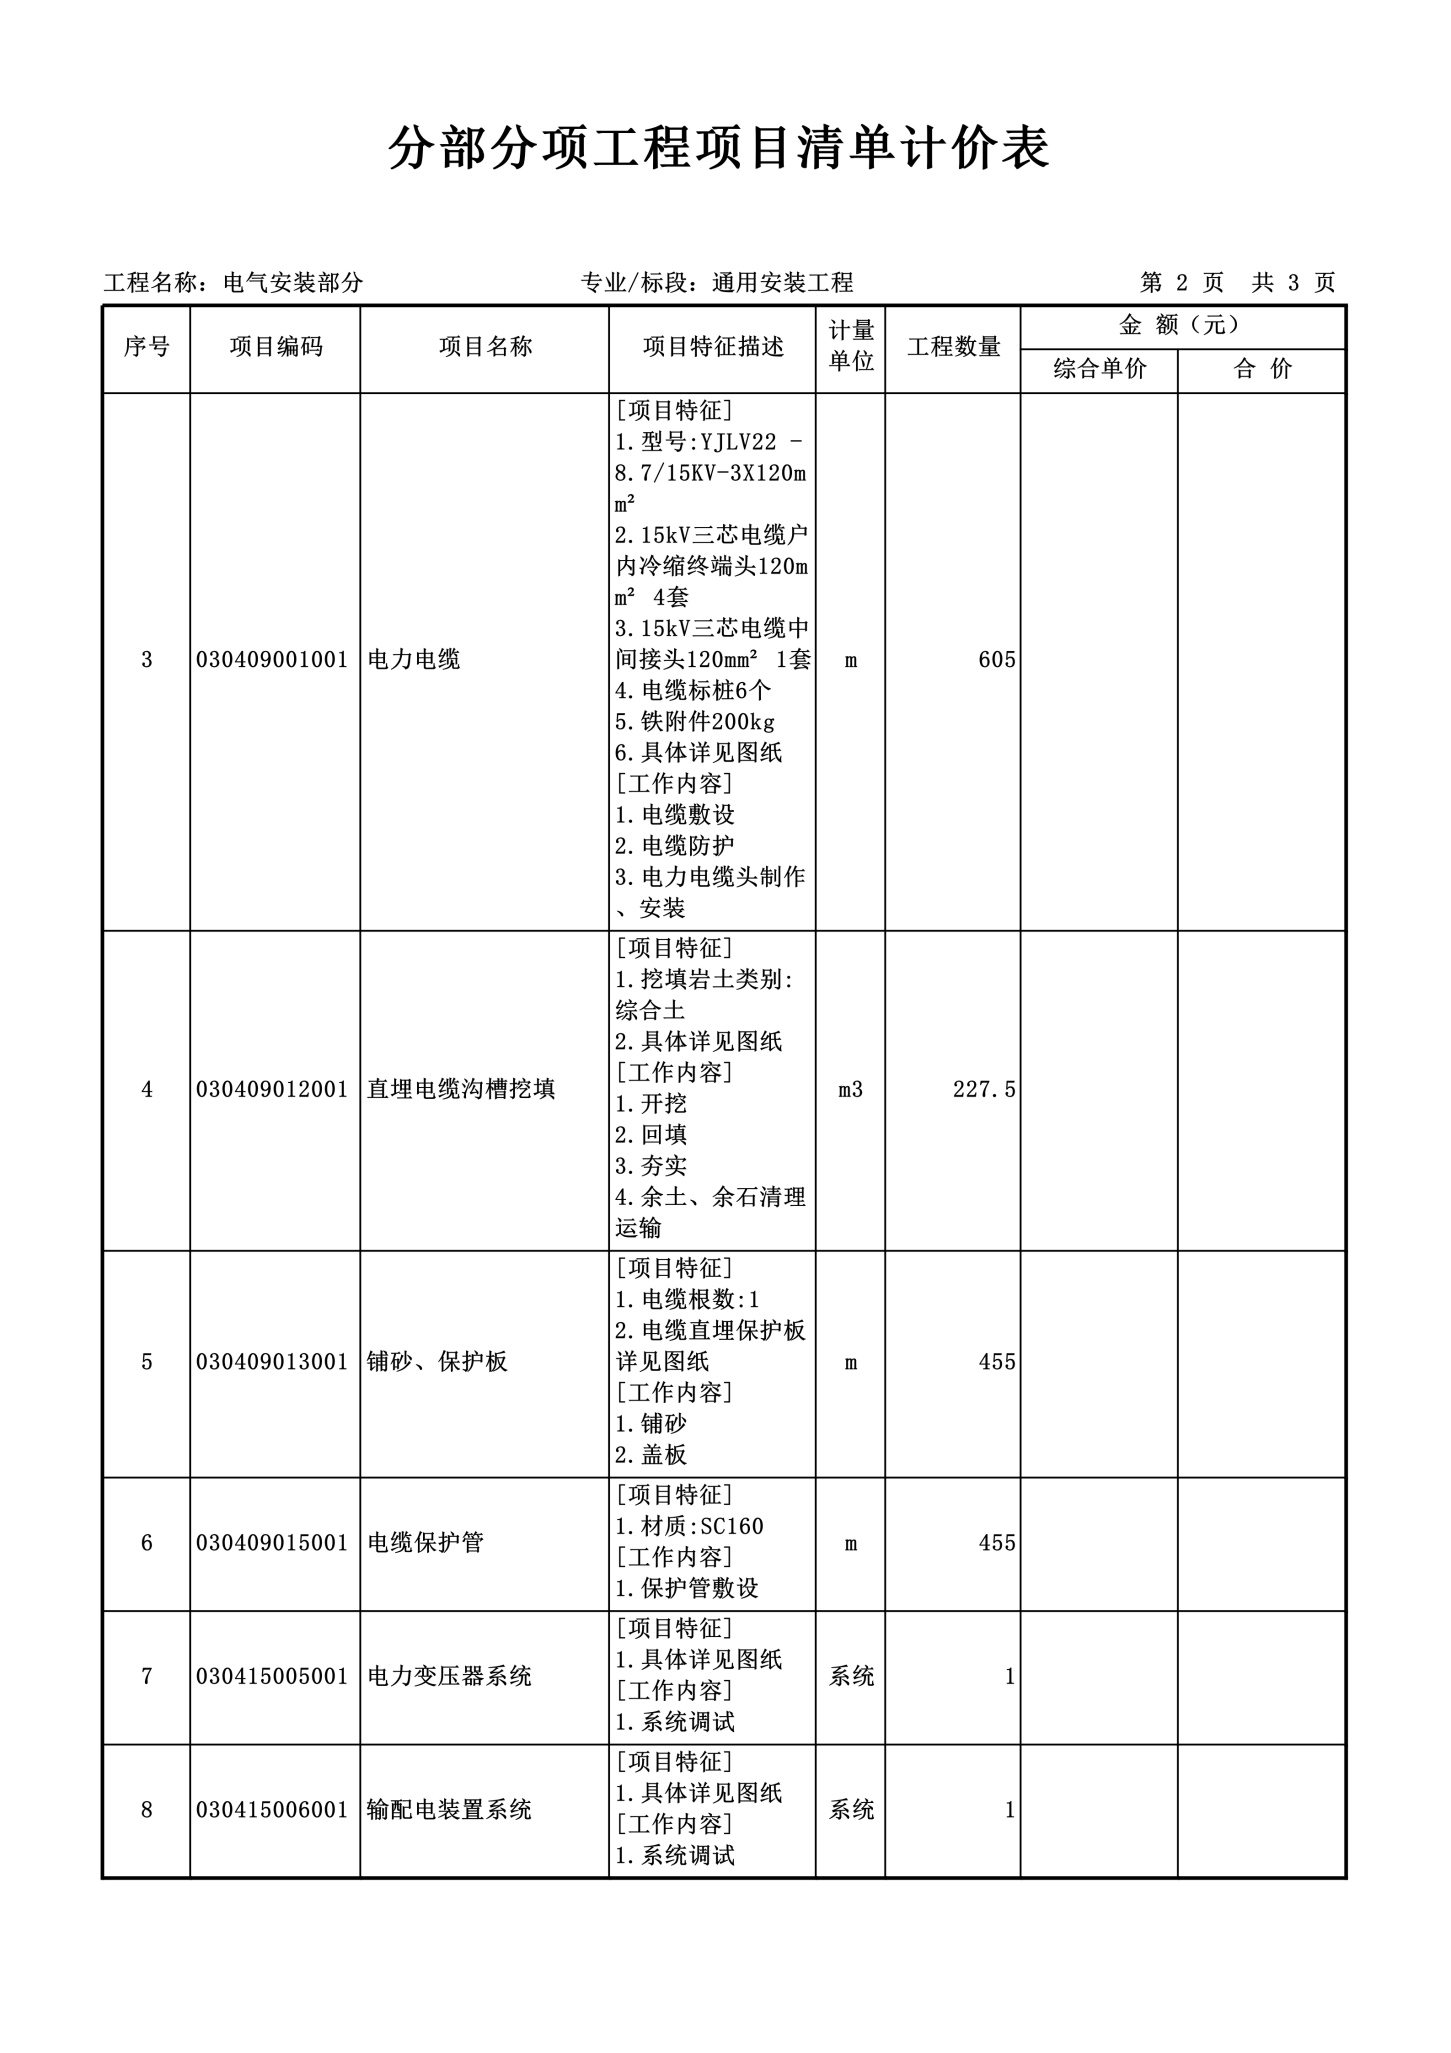 分部分项工程项目清单计价表
工程名称：电气安装部分 专业/标段：通用安装工程 第 2 页 共 3 页
序号 项目编码 项目名称 项目特征描述 计量单位 工程数量 金 额（元）
综合单价 合 价
3 030409001001 电力电缆 m 605
[项目特征]
1.型号:YJLV22 -
8.7/15KV-3X120m
m²
2.15kV三芯电缆户
内冷缩终端头120m
m² 4套
3.15kV三芯电缆中
间接头120mm² 1套
4.电缆标桩6个
5.铁附件200kg
6.具体详见图纸
[工作内容]
1.电缆敷设
2.电缆防护
3.电力电缆头制作
、安装
4 030409012001 直埋电缆沟槽挖填 m3 227.5
[项目特征]
1.挖填岩土类别:
综合土
2.具体详见图纸
[工作内容]
1.开挖
2.回填
3.夯实
4.余土、余石清理
运输
5 030409013001 铺砂、保护板 m 455
[项目特征]
1.电缆根数:1
2.电缆直埋保护板
详见图纸
[工作内容]
1.铺砂
2.盖板
6 030409015001 电缆保护管 m 455
[项目特征]
1.材质:SC160
[工作内容]
1.保护管敷设
7 030415005001 电力变压器系统 系统 1
[项目特征]
1.具体详见图纸
[工作内容]
1.系统调试
8 030415006001 输配电装置系统 系统 1
[项目特征]
1.具体详见图纸
[工作内容]
1.系统调试